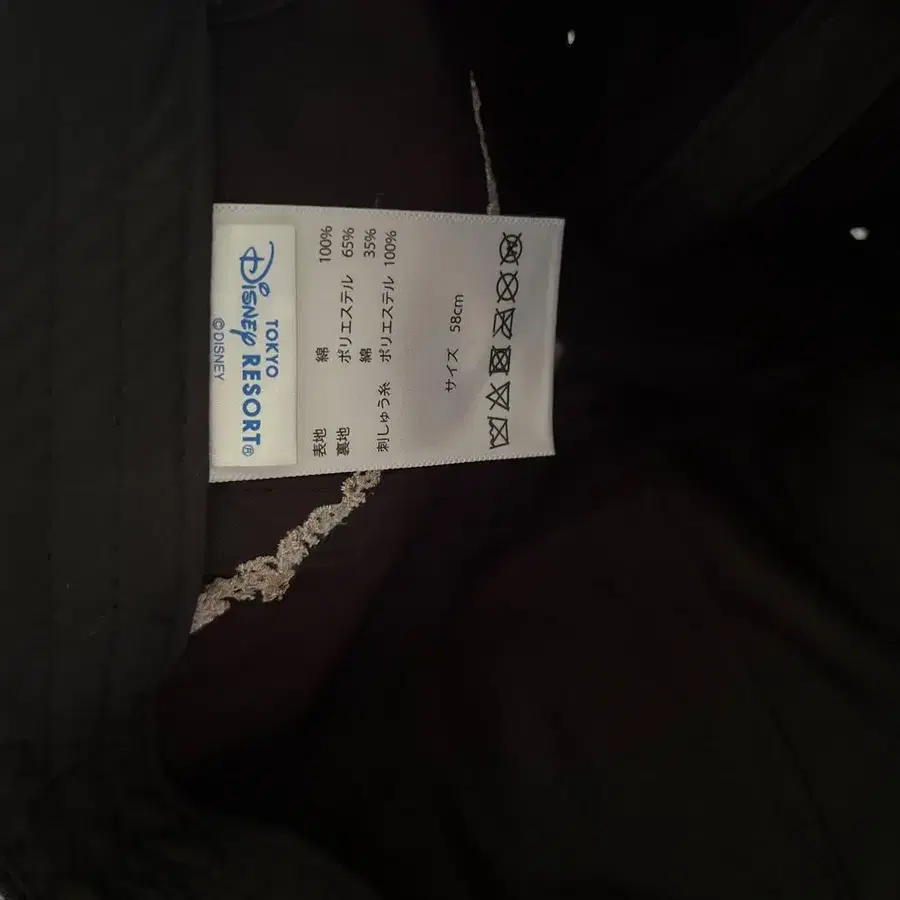 TOKYO
Disney RESORT®
©DISNEY
表地 綿 100%
裏地 ポリエステル 65%
綿 35%
刺しゅう糸 ポリエステル 100%
サイズ 58cm